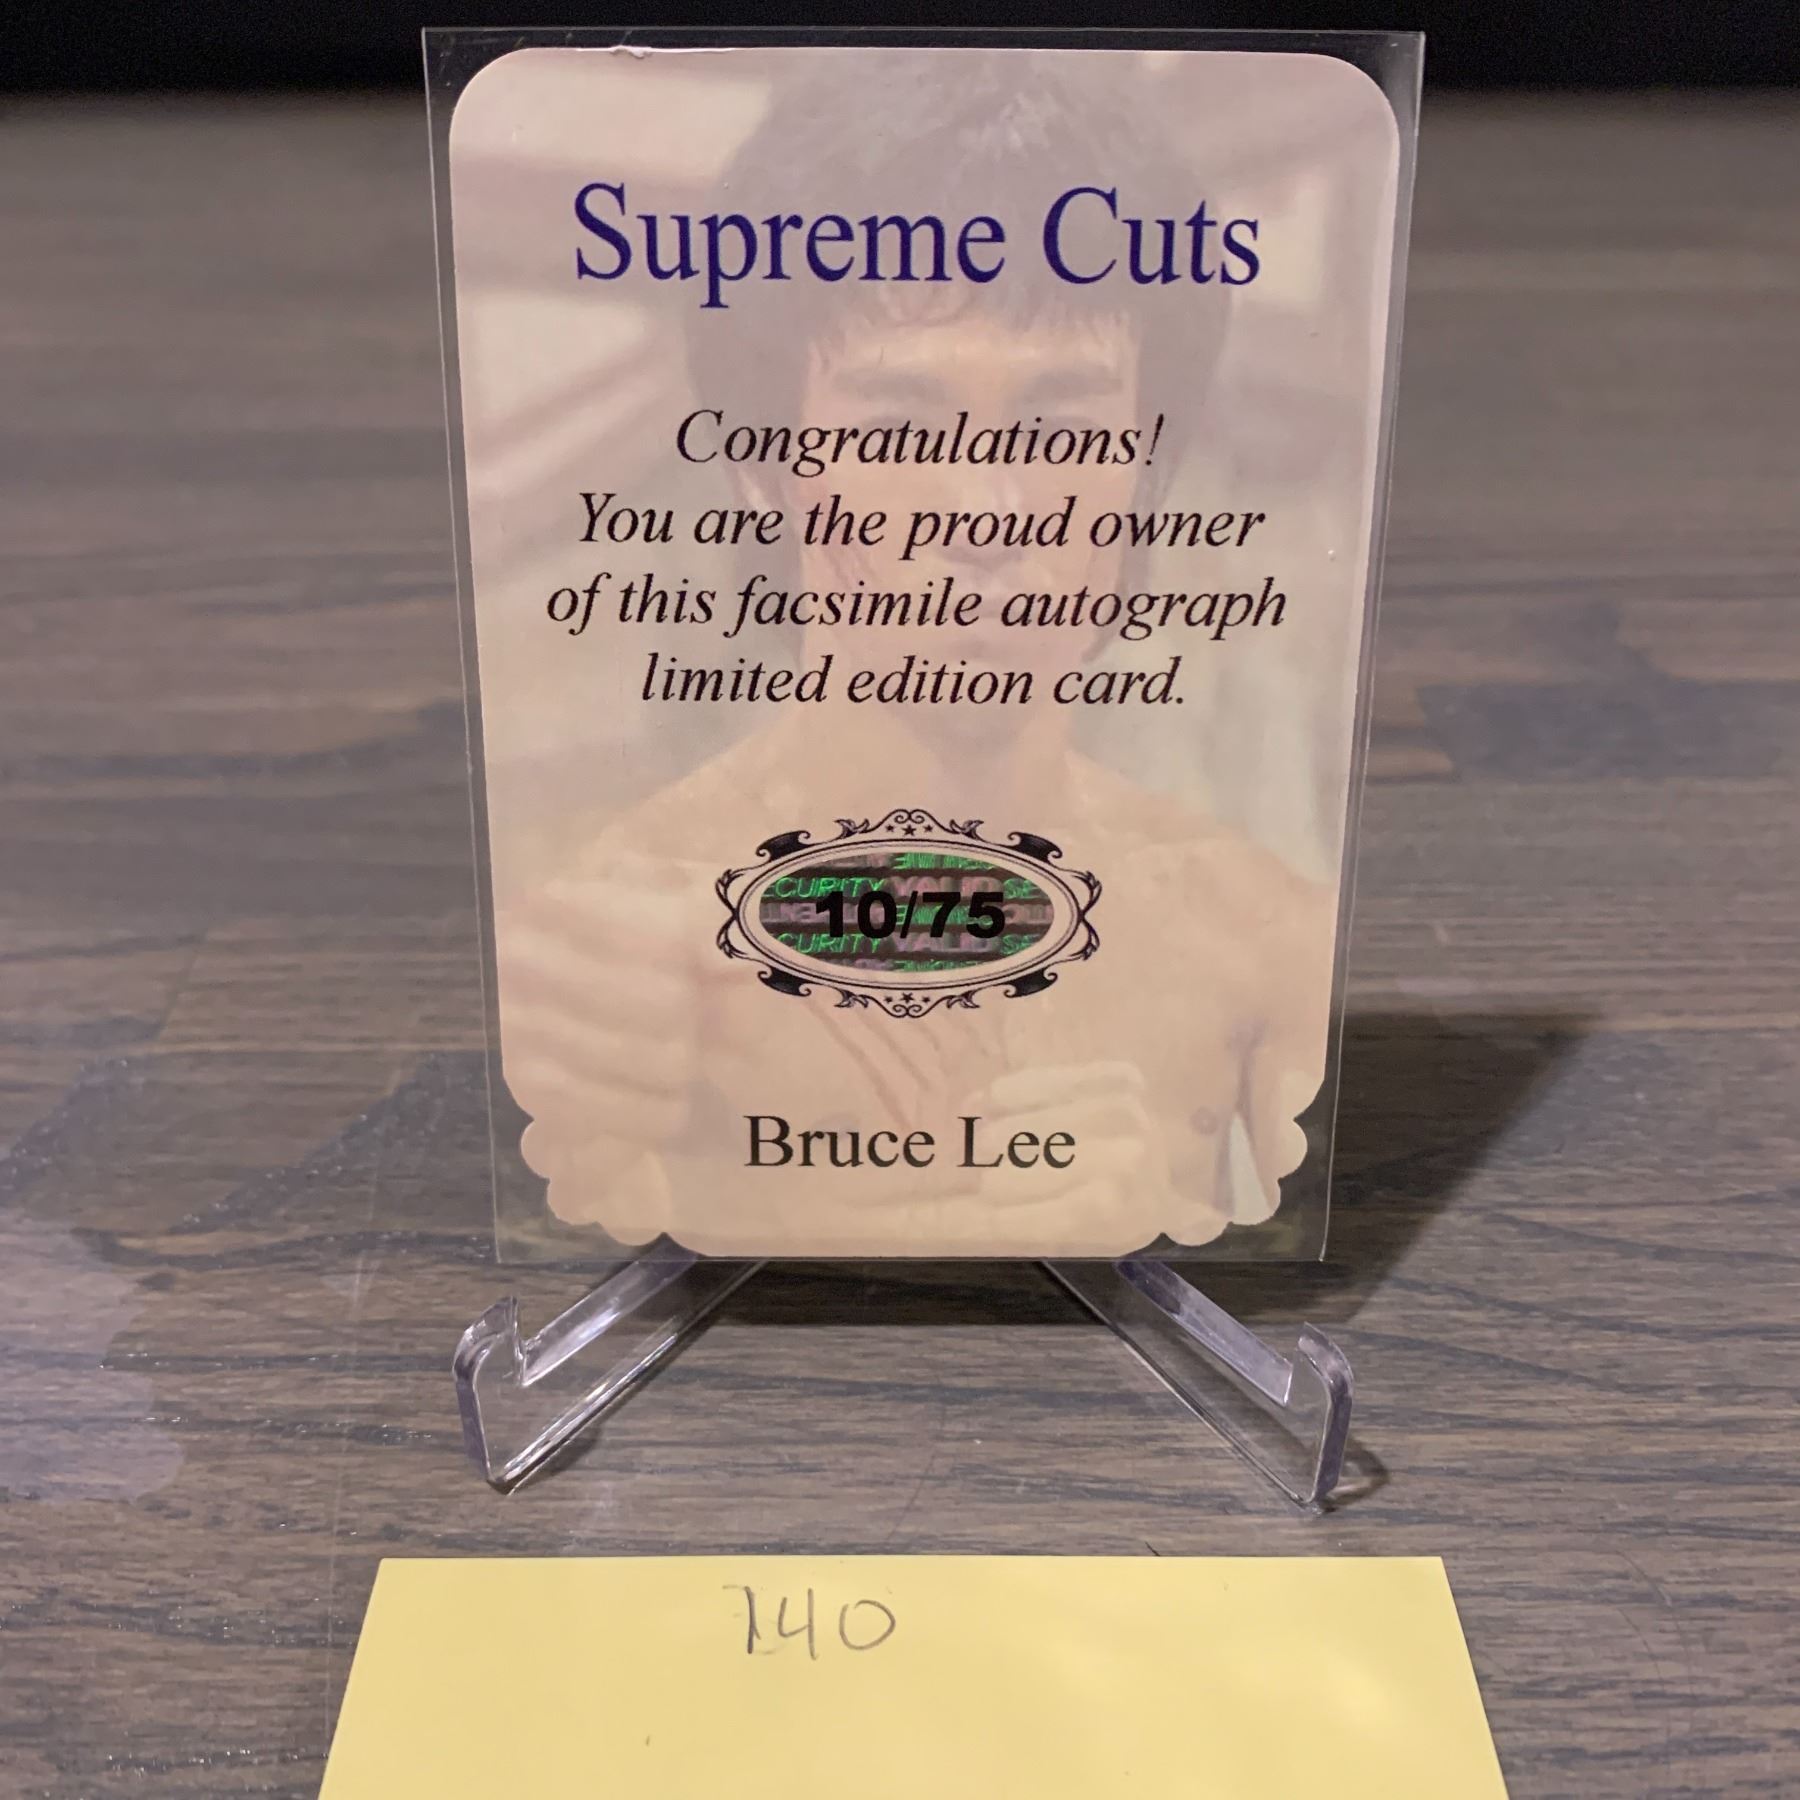 Supreme Cuts
Congratulations!
You are the proud owner
of this facsimile autograph
limited edition card.
10/75
Bruce Lee
140